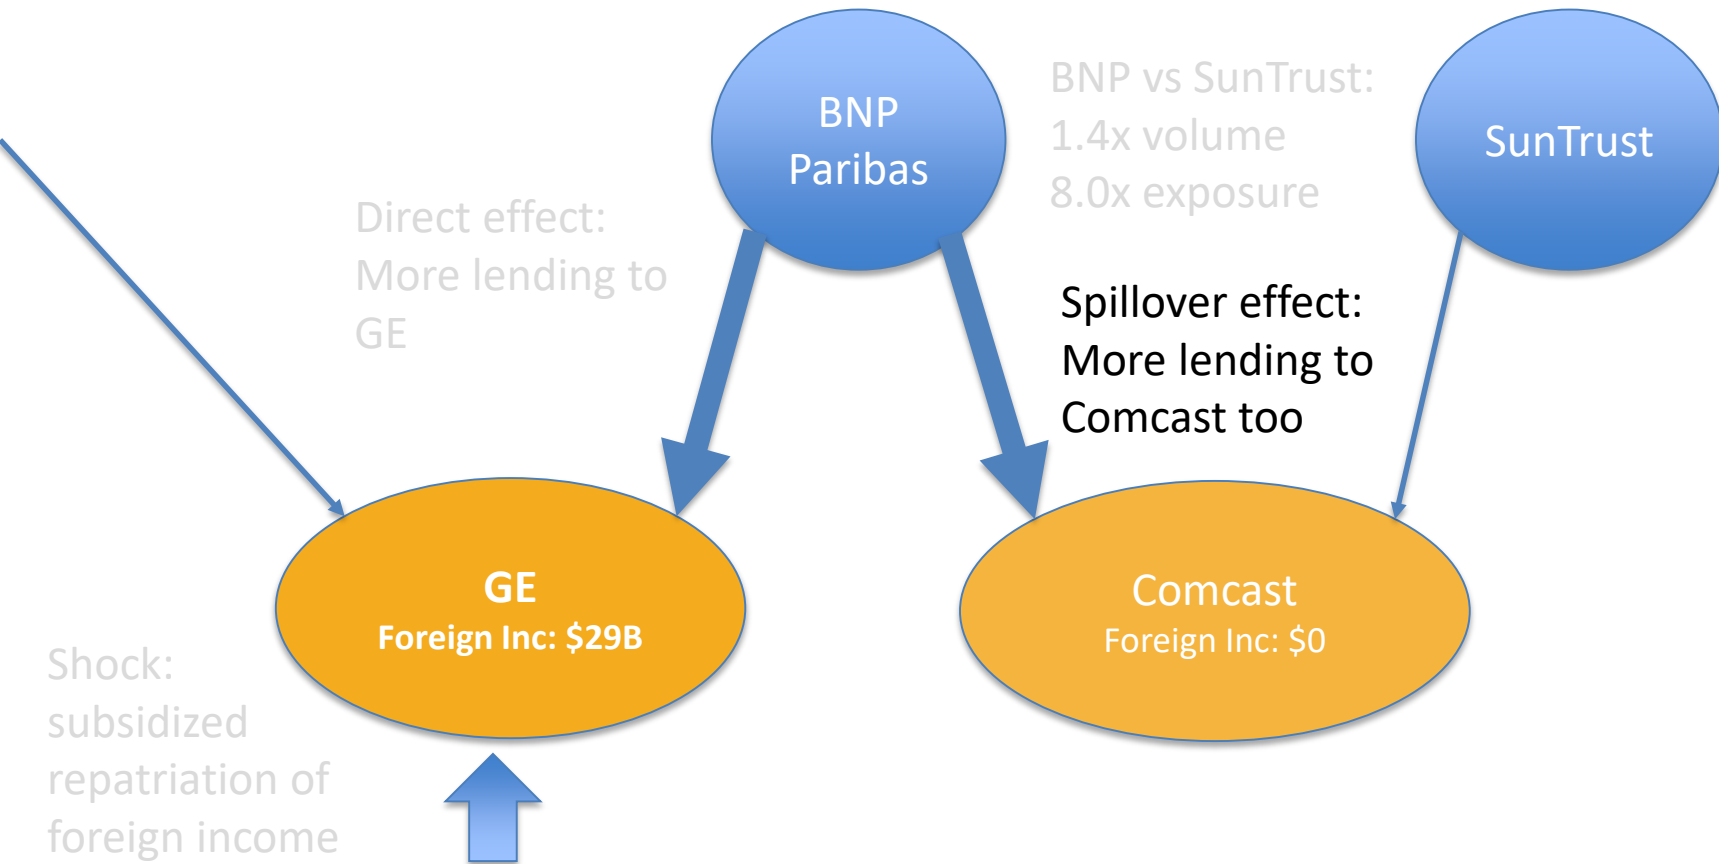 BNP
Paribas
BNP vs SunTrust:
1.4x volume
8.0x exposure
SunTrust
Direct effect:
More lending to
GE
Spillover effect:
More lending to
Comcast too
GE
Foreign Inc: $29B
Comcast
Foreign Inc: $0
Shock:
subsidized
repatriation of
foreign income